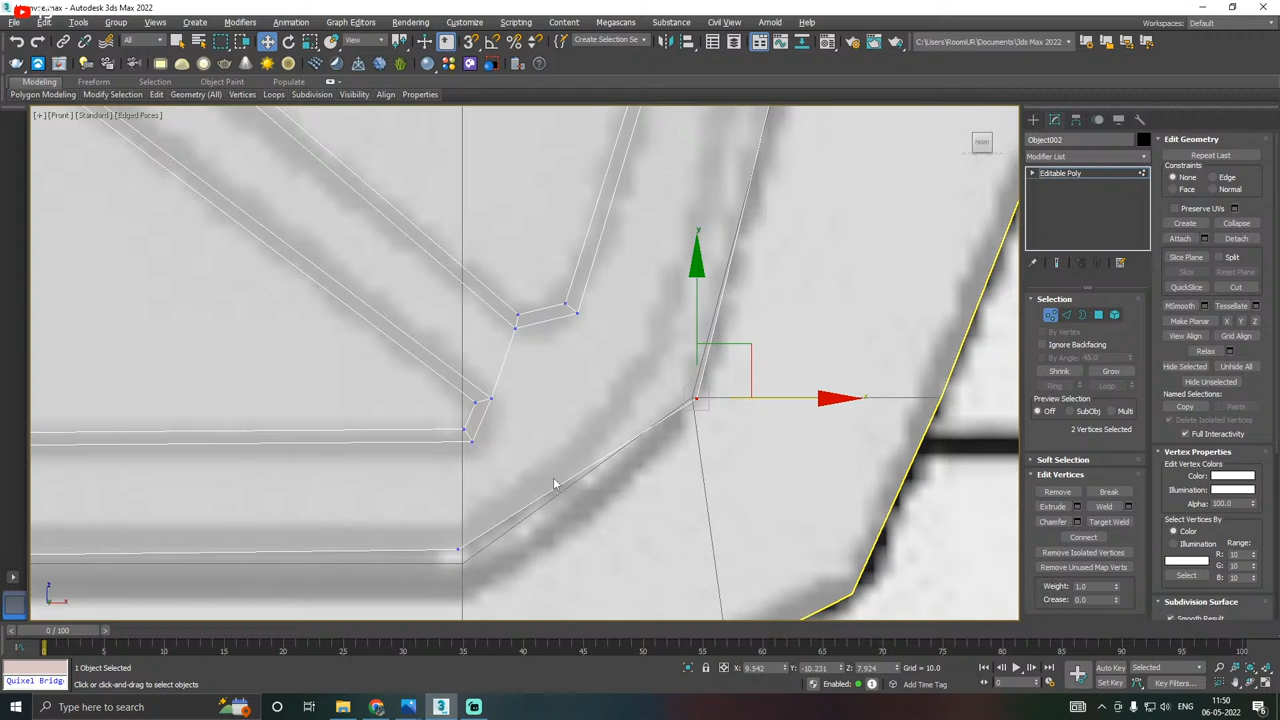 max - Autodesk 3ds Max 2022
File Edit Tools Group Views Create Modifiers Animation Graph Editors Rendering Customize Scripting Content Megascans Substance Civil View Arnold Help
Workspaces: Default
All View Create Selection Se C:\Users\RoomUR\Documents\3ds Max 2022
Modeling Freeform Selection Object Paint Populate
Polygon Modeling Modify Selection Edit Geometry (All) Vertices Loops Subdivision Visibility Align Properties
[+] [Front] [Standard] [Edged Faces]
FRONT
Object002
Modifier List
Editable Poly
Selection
By Vertex
Ignore Backfacing
By Angle: 45.0
Shrink Grow
Ring Loop
Preview Selection
Off SubObj Multi
2 Vertices Selected
Soft Selection
Edit Vertices
Remove Break
Extrude Weld
Chamfer Target Weld
Connect
Remove Isolated Vertices
Remove Unused Map Verts
Weight: 1.0
Crease: 0.0
Edit Geometry
Repeat Last
Constraints
None Edge
Face Normal
Preserve UVs
Create Collapse
Attach Detach
Slice Plane Split
Slice Reset Plane
QuickSlice Cut
MSmooth Tessellate
Make Planar X Y Z
View Align Grid Align
Relax
Hide Selected Unhide All
Hide Unselected
Named Selections:
Copy Paste
Delete Isolated Vertices
Full Interactivity
Vertex Properties
Edit Vertex Colors
Color:
Illumination:
Alpha: 100.0
Select Vertices By
Color Range:
Illumination R: 10
G: 10
Select B: 10
Subdivision Surface
Smooth Result
y
x
z
x
0 / 100
0 5 10 15 20 25 30 35 40 45 50 55 60 65 70 75 80 85 90 95 100
1 Object Selected
Quixel Bridge
Click or click-and-drag to select objects
X: 9.542 Y: -10.231 Z: 7.924 Grid = 10.0
Enabled: Add Time Tag
0
Auto Key Selected
Set Key Key Filters...
Type here to search
11:50
06-05-2022